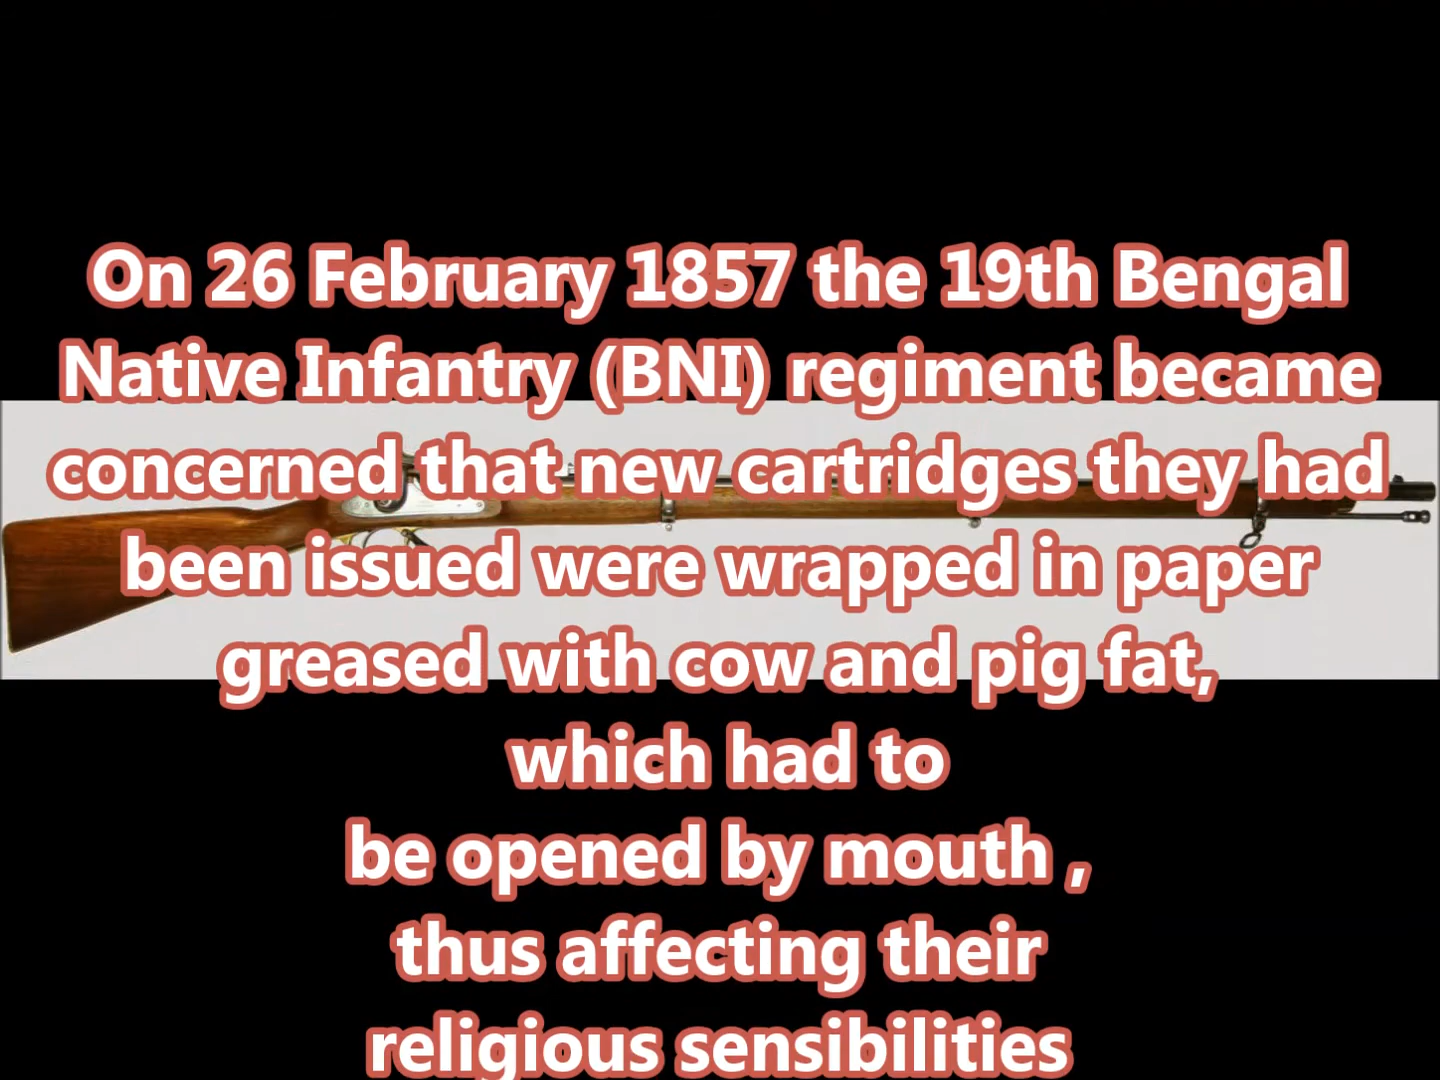 On 26 February 1857 the 19th Bengal
Native Infantry (BNI) regiment became
concerned that new cartridges they had
been issued were wrapped in paper
greased with cow and pig fat,
which had to
be opened by mouth ,
thus affecting their
religious sensibilities